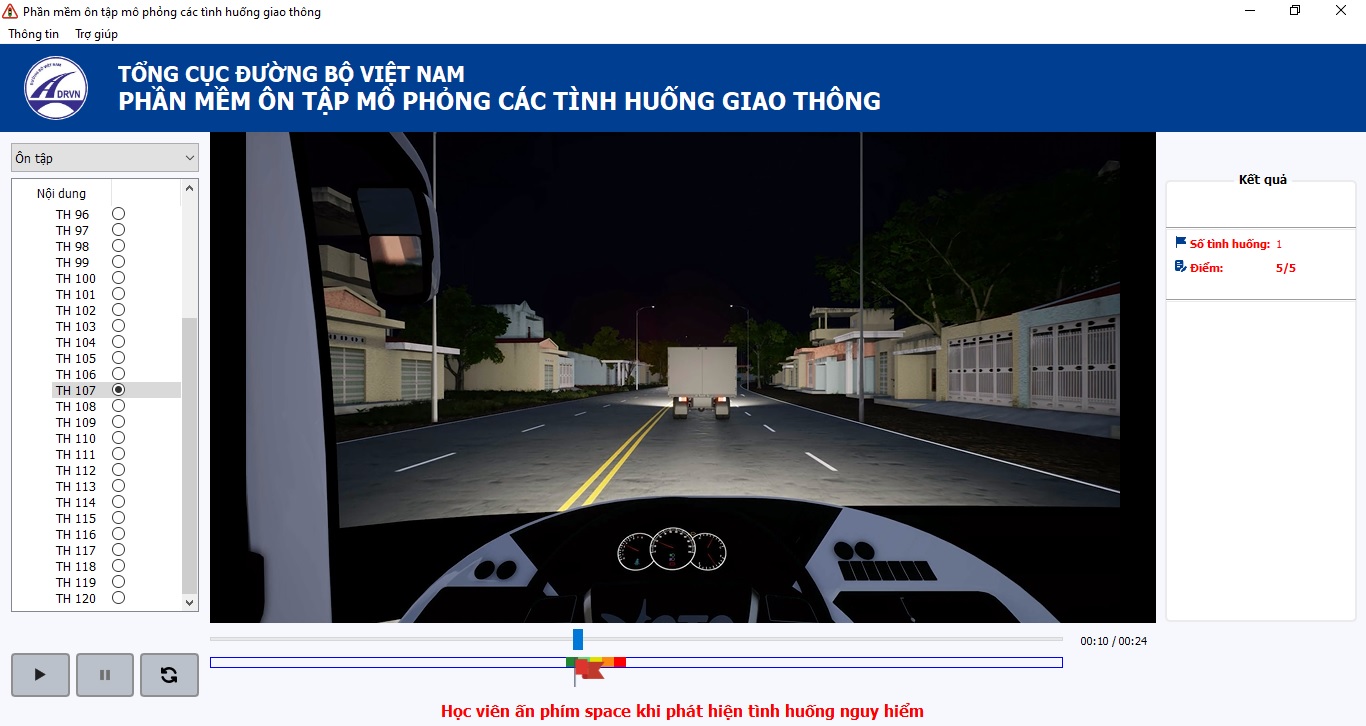 Phần mềm ôn tập mô phỏng các tình huống giao thông
Thông tin Trợ giúp
ĐƯỜNG BỘ VIỆT NAM
DRVN
TỔNG CỤC ĐƯỜNG BỘ VIỆT NAM
PHẦN MỀM ÔN TẬP MÔ PHỎNG CÁC TÌNH HUỐNG GIAO THÔNG
Ôn tập
Nội dung
TH 96
TH 97
TH 98
TH 99
TH 100
TH 101
TH 102
TH 103
TH 104
TH 105
TH 106
TH 107
TH 108
TH 109
TH 110
TH 111
TH 112
TH 113
TH 114
TH 115
TH 116
TH 117
TH 118
TH 119
TH 120
Kết quả
Số tình huống: 1
Điểm: 5/5
00:10 / 00:24
Học viên ấn phím space khi phát hiện tình huống nguy hiểm